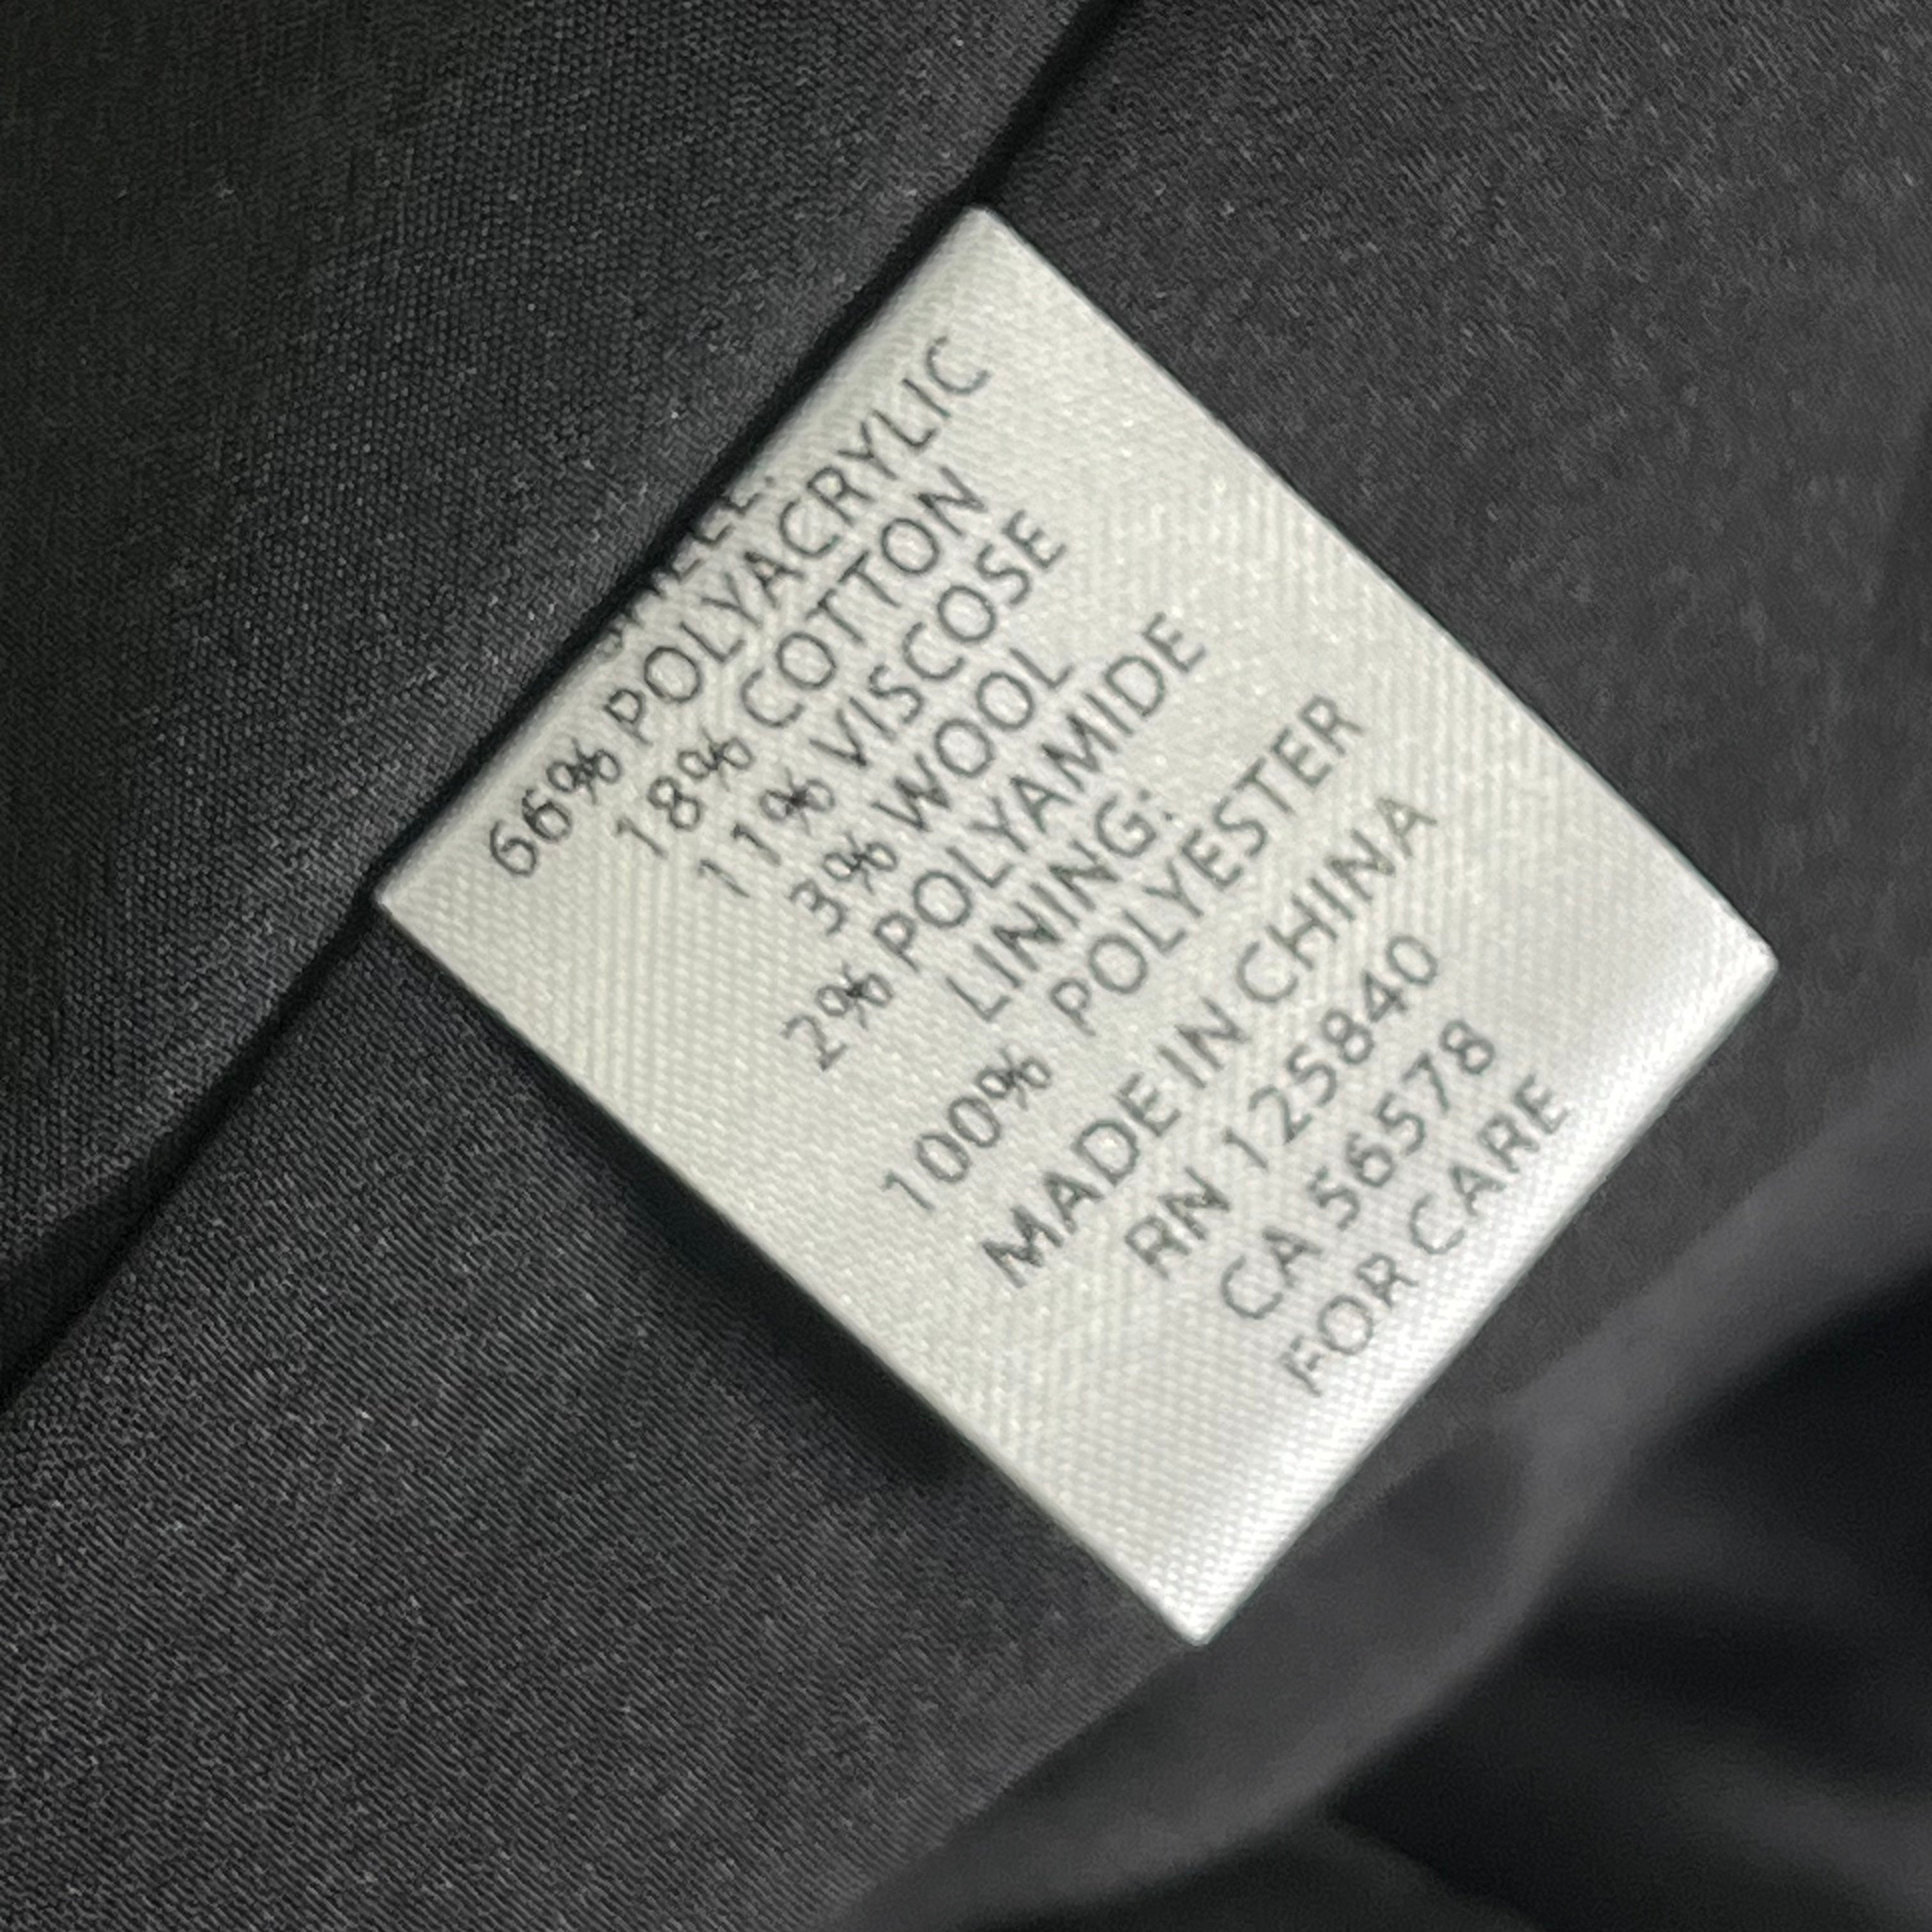 SHELL:
66% POLYACRYLIC
18% COTTON
11% VISCOSE
3% WOOL
2% POLYAMIDE
LINING:
100% POLYESTER
MADE IN CHINA
RN 125840
CA 56578
FOR CARE